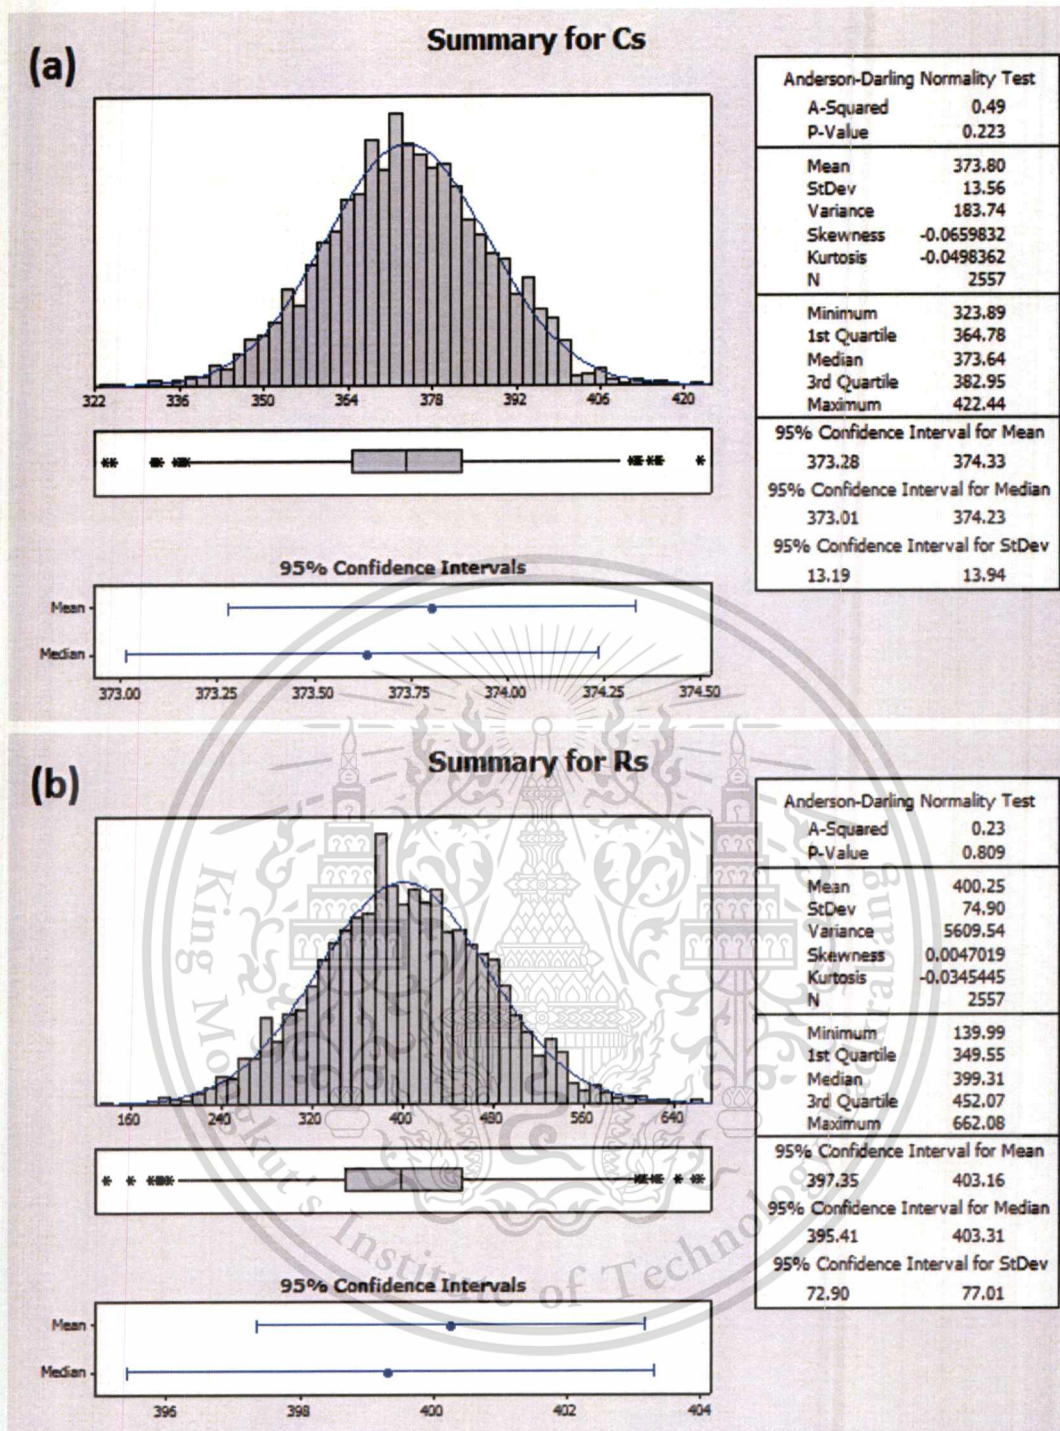 (a)
Summary for Cs
322 336 350 364 378 392 406 420
95% Confidence Intervals
Mean
Median
373.00 373.25 373.50 373.75 374.00 374.25 374.50
Anderson-Darling Normality Test
A-Squared 0.49
P-Value 0.223
Mean 373.80
StDev 13.56
Variance 183.74
Skewness -0.0659832
Kurtosis -0.0498362
N 2557
Minimum 323.89
1st Quartile 364.78
Median 373.64
3rd Quartile 382.95
Maximum 422.44
95% Confidence Interval for Mean
373.28 374.33
95% Confidence Interval for Median
373.01 374.23
95% Confidence Interval for StDev
13.19 13.94
(b)
Summary for Rs
160 240 320 400 480 560 640
95% Confidence Intervals
Mean
Median
396 398 400 402 404
Anderson-Darling Normality Test
A-Squared 0.23
P-Value 0.809
Mean 400.25
StDev 74.90
Variance 5609.54
Skewness 0.0047019
Kurtosis -0.0345445
N 2557
Minimum 139.99
1st Quartile 349.55
Median 399.31
3rd Quartile 452.07
Maximum 662.08
95% Confidence Interval for Mean
397.35 403.16
95% Confidence Interval for Median
395.41 403.31
95% Confidence Interval for StDev
72.90 77.01
King Mongkut's Institute of Technology Ladkrabang